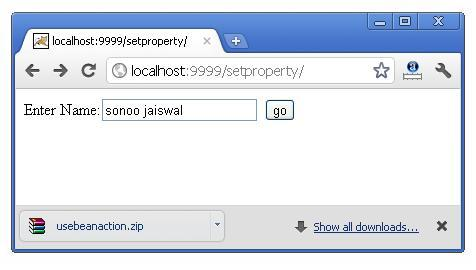 localhost:9999/setproperty/
localhost:9999/setproperty/
Enter Name: sonoo jaiswal go
usebeanaction.zip Show all downloads...